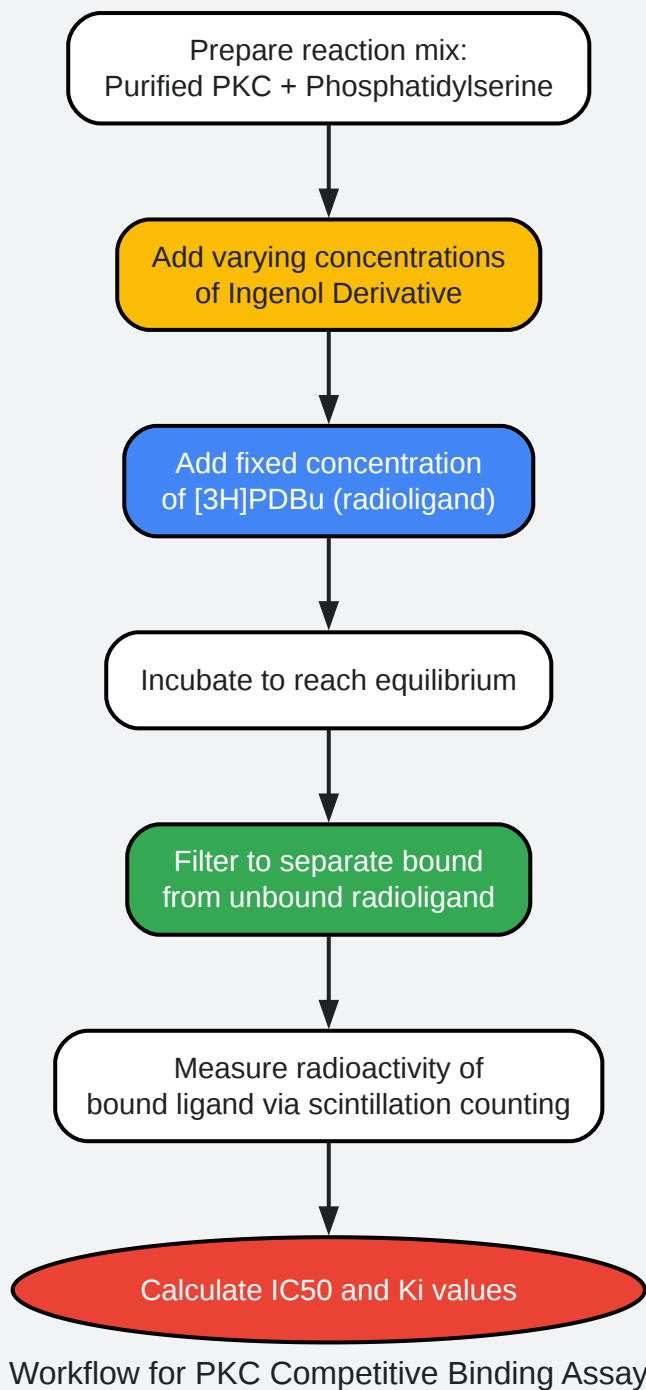 Prepare reaction mix:
Purified PKC + Phosphatidylserine
Add varying concentrations
of Ingenol Derivative
Add fixed concentration
of [3H]PDBu (radioligand)
Incubate to reach equilibrium
Filter to separate bound
from unbound radioligand
Measure radioactivity of
bound ligand via scintillation counting
Calculate IC50 and Ki values
Workflow for PKC Competitive Binding Assay